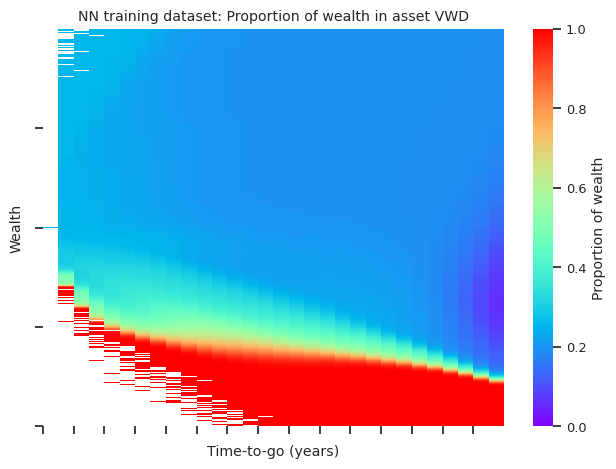 NN training dataset: Proportion of wealth in asset VWD
Wealth
Time-to-go (years)
1.0
0.8
0.6
0.4
0.2
0.0
Proportion of wealth